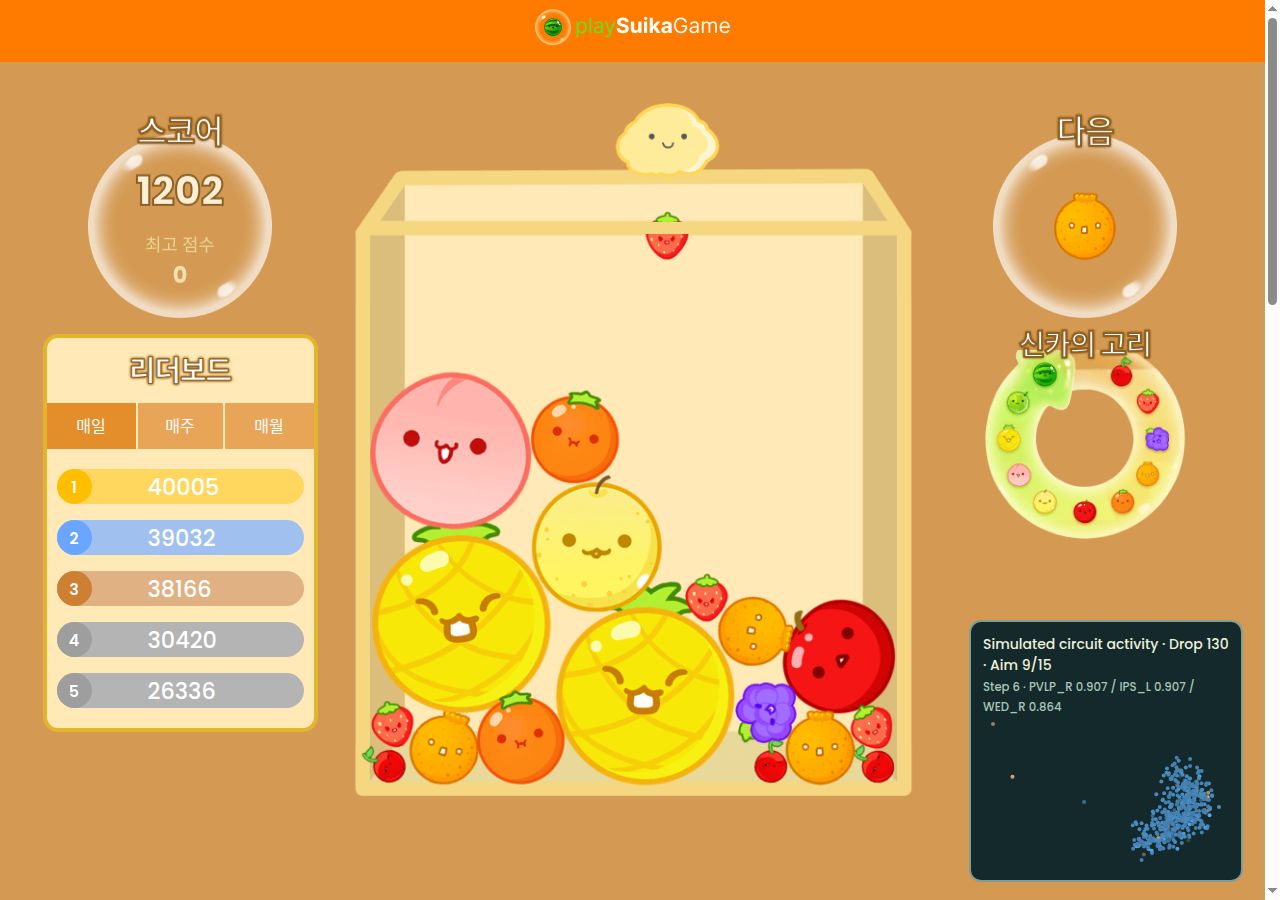 playSuikaGame
스코어
1202
최고 점수
0
다음
리더보드
매일
매주
매월
1 40005
2 39032
3 38166
4 30420
5 26336
신카의 고리
Simulated circuit activity · Drop 130
· Aim 9/15
Step 6 · PVLP_R 0.907 / IPS_L 0.907 /
WED_R 0.864